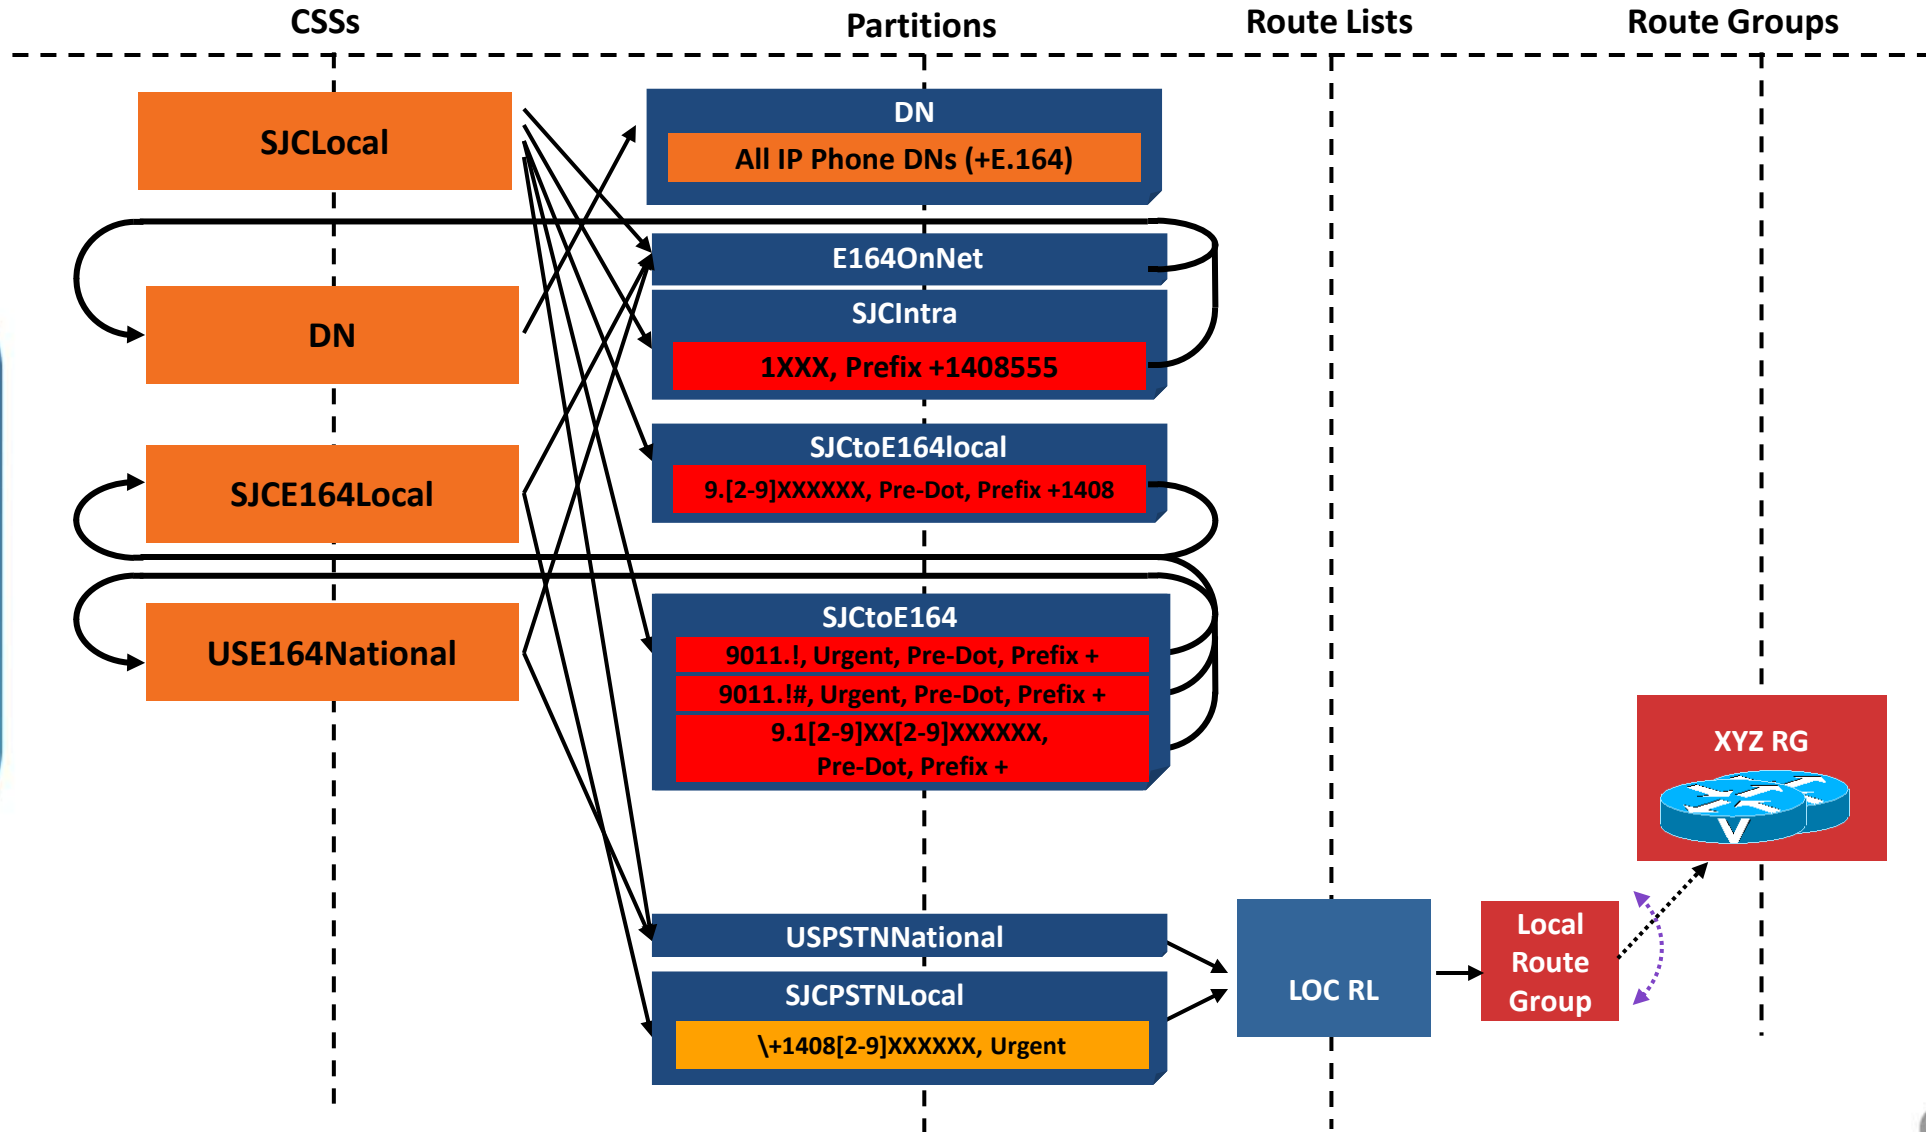 CSSs
Partitions
Route Lists
Route Groups
SJCLocal
DN
SJCE164Local
USE164National
DN
All IP Phone DNs (+E.164)
E164OnNet
SJCIntra
1XXX, Prefix +1408555
SJCtoE164local
9.[2-9]XXXXXX, Pre-Dot, Prefix +1408
SJCtoE164
9011.!, Urgent, Pre-Dot, Prefix +
9011.!#, Urgent, Pre-Dot, Prefix +
9.1[2-9]XX[2-9]XXXXXX,
Pre-Dot, Prefix +
USPSTNNational
SJCPSTNLocal
\+1408[2-9]XXXXXX, Urgent
LOC RL
Local
Route
Group
XYZ RG
V